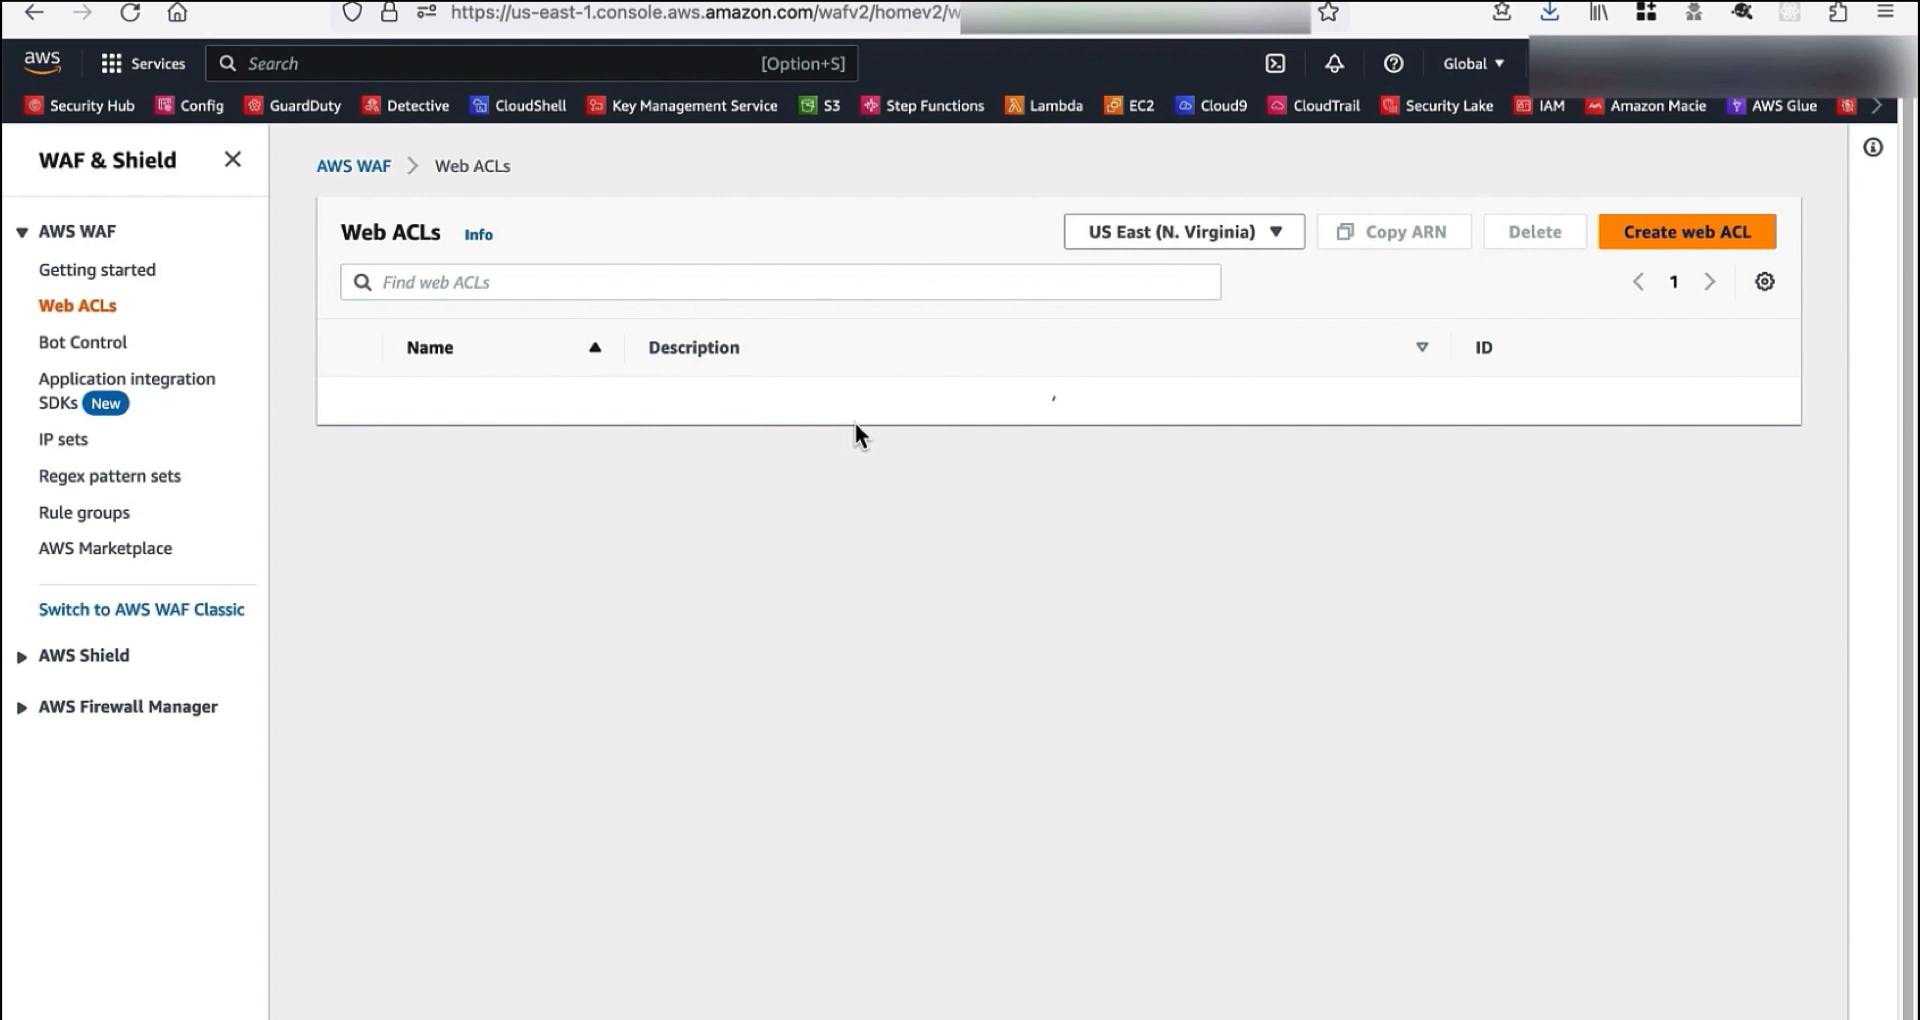 https://us-east-1.console.aws.amazon.com/wafv2/homev2/w
aws Services Search [Option+S] Global
Security Hub Config GuardDuty Detective CloudShell Key Management Service S3 Step Functions Lambda EC2 Cloud9 CloudTrail Security Lake IAM Amazon Macie AWS Glue
WAF & Shield
AWS WAF
Getting started
Web ACLs
Bot Control
Application integration
SDKs New
IP sets
Regex pattern sets
Rule groups
AWS Marketplace
Switch to AWS WAF Classic
AWS Shield
AWS Firewall Manager
AWS WAF Web ACLs
Web ACLs Info US East (N. Virginia) Copy ARN Delete Create web ACL
Find web ACLs 1
Name Description ID